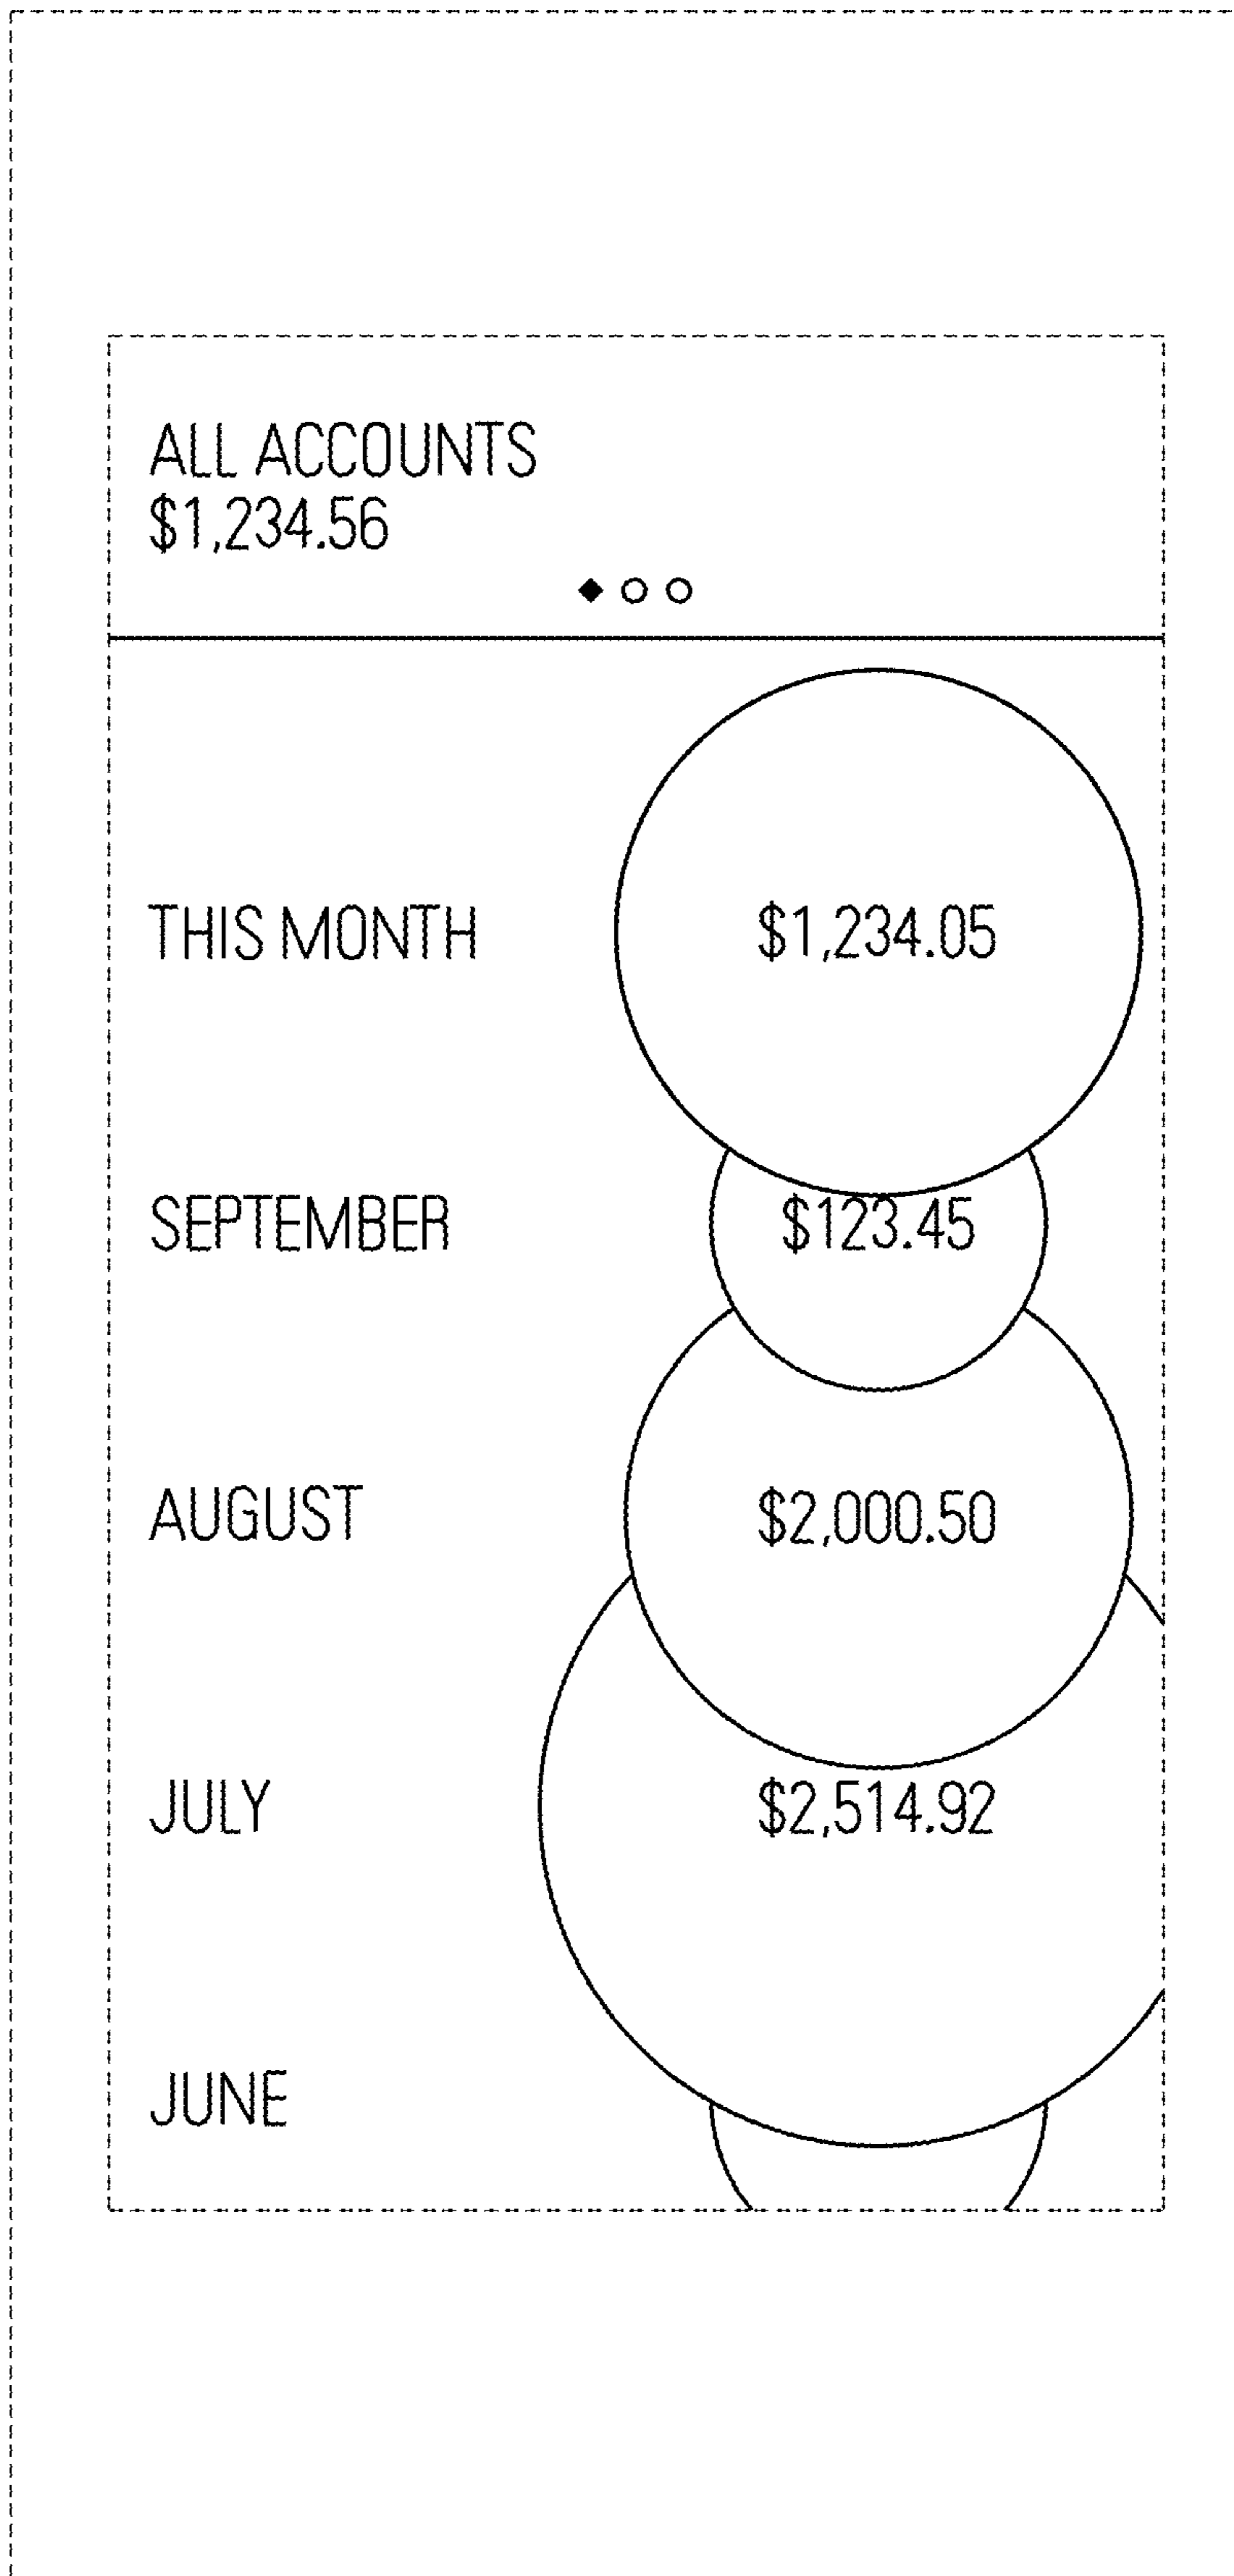 ALL ACCOUNTS
$1,234.56
THIS MONTH $1,234.05
SEPTEMBER $123.45
AUGUST $2,000.50
JULY $2,514.92
JUNE